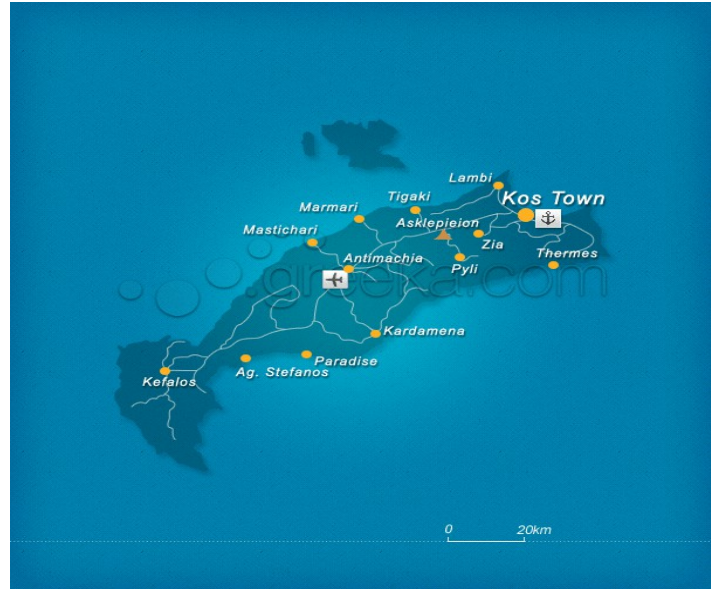 Lambi
Kos Town
Tigaki
Marmari
Asklepieion
Mastichari
Zia
Thermes
Antimachia
Pyli
.greeka.com
Kardamena
Paradise
Ag. Stefanos
Kefalos
0 20km